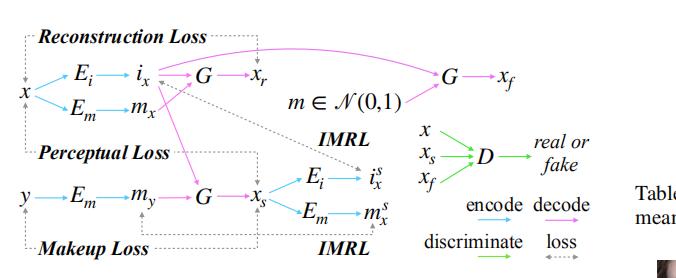 Reconstruction Loss
x E_i i_x G x_r
E_m m_x
G x_f
m ∈ 𝒩(0,1)
IMRL
Perceptual Loss
x
x_s D real or
x_f fake
y E_m m_y G x_s
E_i i_x^s
E_m m_x^s
Makeup Loss IMRL
encode decode
discriminate loss
Table
mean